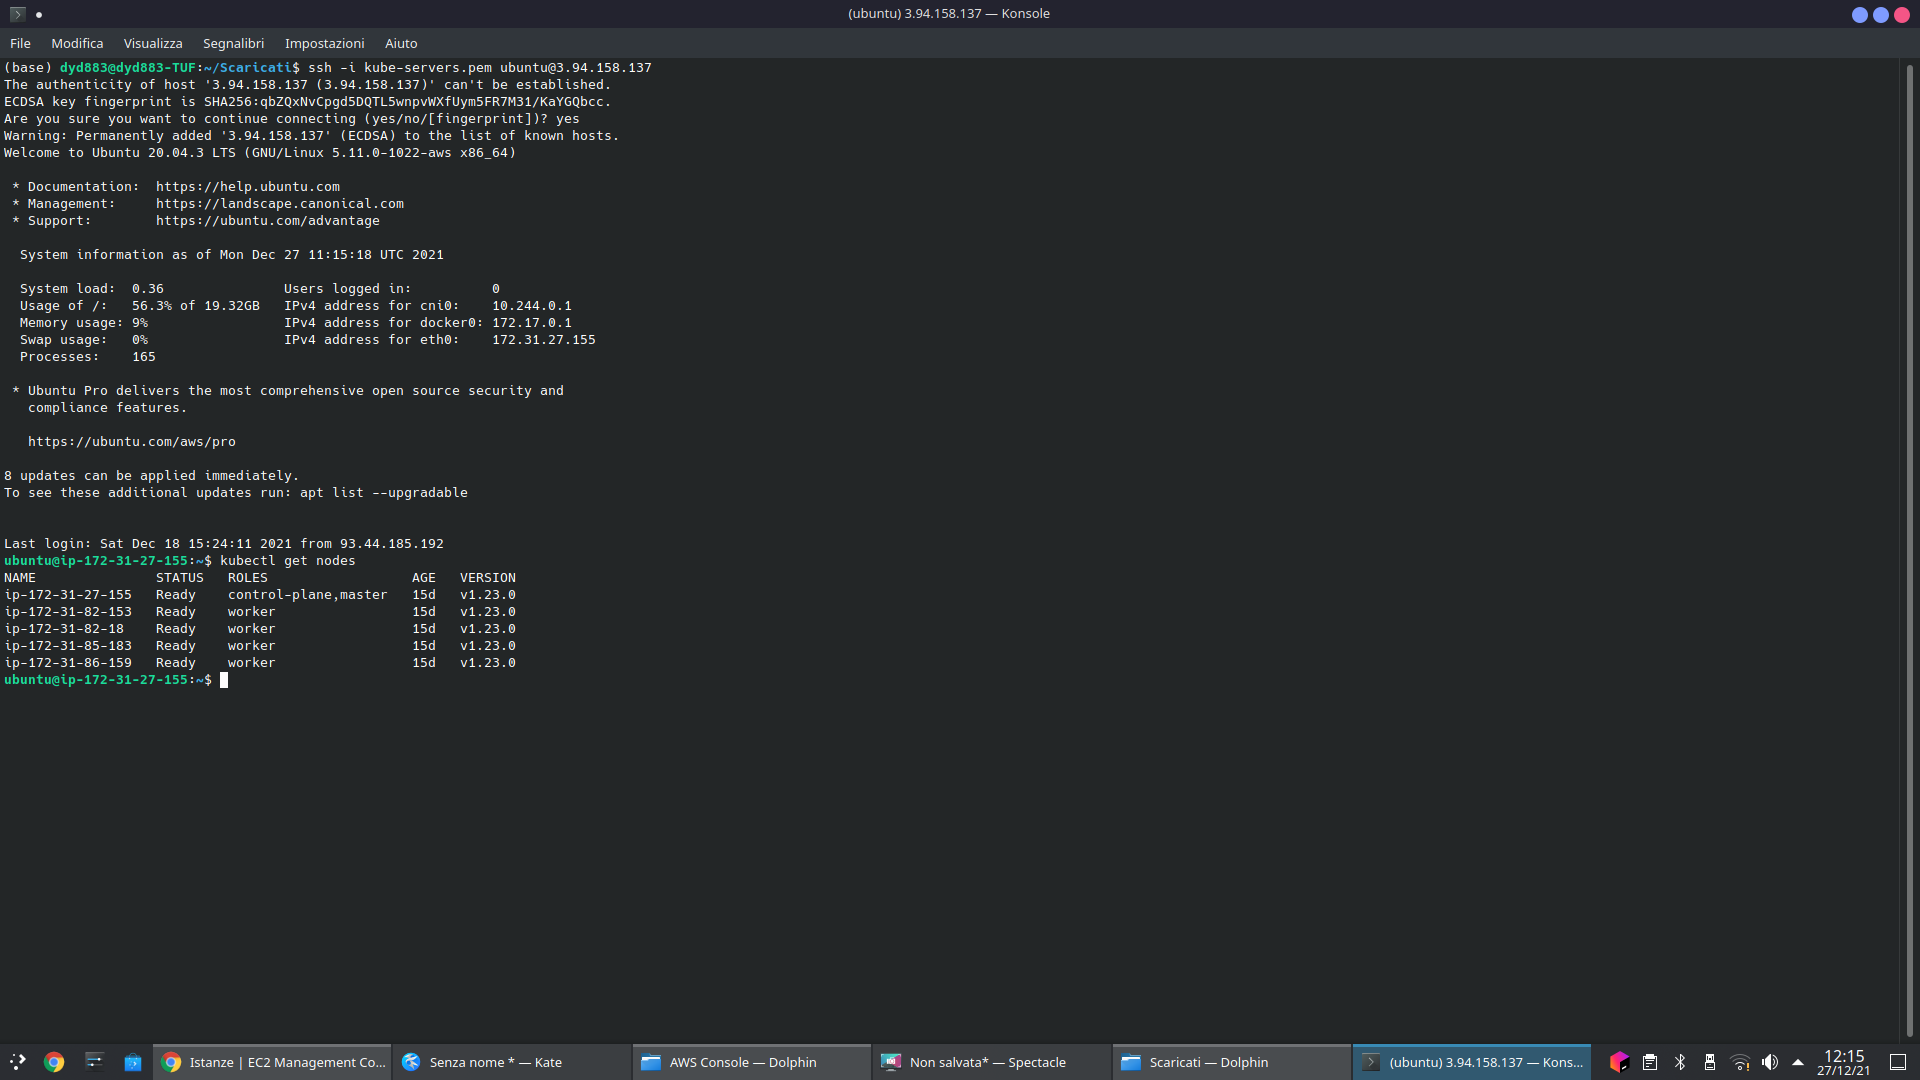 (ubuntu) 3.94.158.137 — Konsole
File Modifica Visualizza Segnalibri Impostazioni Aiuto
(base) dyd883@dyd883-TUF:~/Scaricati$ ssh -i kube-servers.pem ubuntu@3.94.158.137
The authenticity of host '3.94.158.137 (3.94.158.137)' can't be established.
ECDSA key fingerprint is SHA256:qbZQxNvCpgd5DQTL5wnpvWXfUym5FR7M31/KaYGQbcc.
Are you sure you want to continue connecting (yes/no/[fingerprint])? yes
Warning: Permanently added '3.94.158.137' (ECDSA) to the list of known hosts.
Welcome to Ubuntu 20.04.3 LTS (GNU/Linux 5.11.0-1022-aws x86_64)
* Documentation: https://help.ubuntu.com
* Management: https://landscape.canonical.com
* Support: https://ubuntu.com/advantage
System information as of Mon Dec 27 11:15:18 UTC 2021
System load: 0.36 Users logged in: 0
Usage of /: 56.3% of 19.32GB IPv4 address for cni0: 10.244.0.1
Memory usage: 9% IPv4 address for docker0: 172.17.0.1
Swap usage: 0% IPv4 address for eth0: 172.31.27.155
Processes: 165
* Ubuntu Pro delivers the most comprehensive open source security and
compliance features.
https://ubuntu.com/aws/pro
8 updates can be applied immediately.
To see these additional updates run: apt list --upgradable
Last login: Sat Dec 18 15:24:11 2021 from 93.44.185.192
ubuntu@ip-172-31-27-155:~$ kubectl get nodes
NAME STATUS ROLES AGE VERSION
ip-172-31-27-155 Ready control-plane,master 15d v1.23.0
ip-172-31-82-153 Ready worker 15d v1.23.0
ip-172-31-82-18 Ready worker 15d v1.23.0
ip-172-31-85-183 Ready worker 15d v1.23.0
ip-172-31-86-159 Ready worker 15d v1.23.0
ubuntu@ip-172-31-27-155:~$
Istanze | EC2 Management Co... Senza nome * — Kate AWS Console — Dolphin Non salvata* — Spectacle Scaricati — Dolphin (ubuntu) 3.94.158.137 — Kons... 12:15
27/12/21